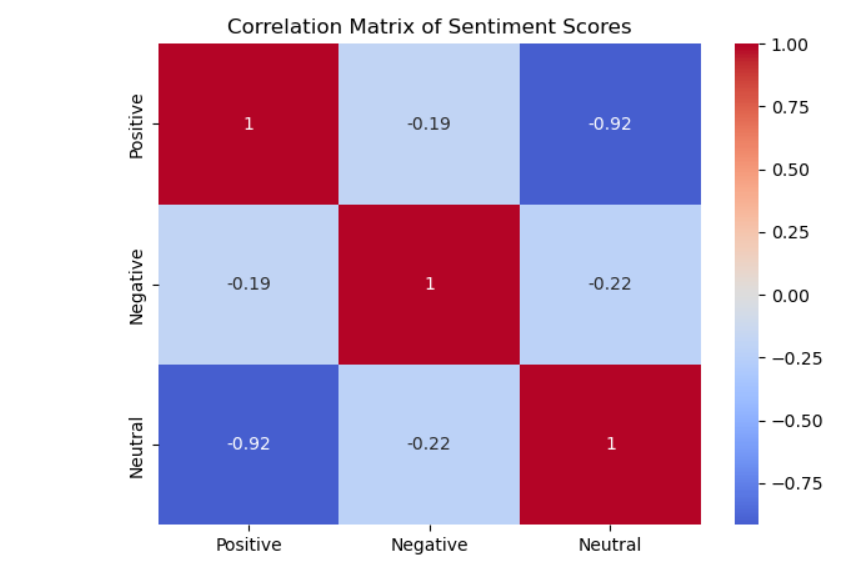 Correlation Matrix of Sentiment Scores
Positive
1
-0.19
-0.92
Negative
-0.19
1
-0.22
Neutral
-0.92
-0.22
1
Positive
Negative
Neutral
1.00
0.75
0.50
0.25
0.00
−0.25
−0.50
−0.75